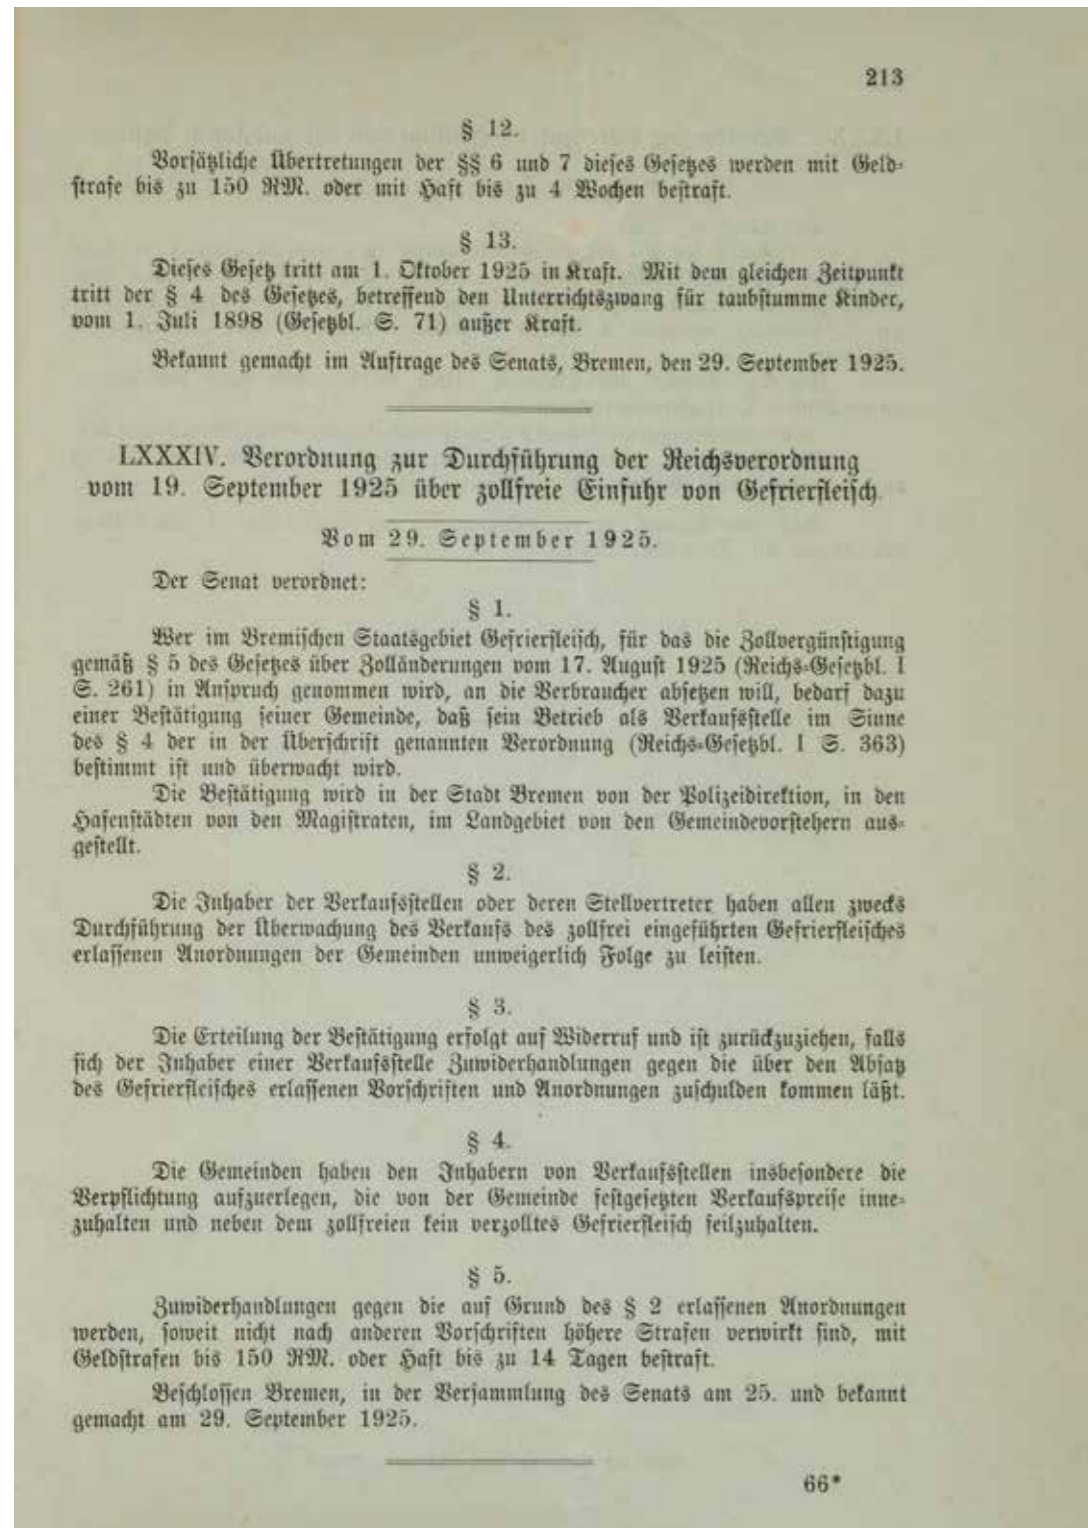 213
§ 12.
Vorsätzliche Übertretungen der §§ 6 und 7 dieses Gesetzes werden mit Geld-
strafe bis zu 150 RM. oder mit Haft bis zu 4 Wochen bestraft.
§ 13.
Dieses Gesetz tritt am 1. Oktober 1925 in Kraft. Mit dem gleichen Zeitpunkt
tritt der § 4 des Gesetzes, betreffend den Unterrichtszwang für taubstumme Kinder,
vom 1. Juli 1898 (Gesetzbl. S. 71) außer Kraft.
Bekannt gemacht im Auftrage des Senats, Bremen, den 29. September 1925.
LXXXIV. Verordnung zur Durchführung der Reichsverordnung
vom 19. September 1925 über zollfreie Einfuhr von Gefrierfleisch
Vom 29. September 1925.
Der Senat verordnet:
§ 1.
Wer im Bremischen Staatsgebiet Gefrierfleisch, für das die Zollvergünstigung
gemäß § 5 des Gesetzes über Zolländerungen vom 17. August 1925 (Reichs-Gesetzbl. I
S. 261) in Anspruch genommen wird, an die Verbraucher absetzen will, bedarf dazu
einer Bestätigung seiner Gemeinde, daß sein Betrieb als Verkaufsstelle im Sinne
des § 4 der in der Überschrift genannten Verordnung (Reichs-Gesetzbl. I S. 363)
bestimmt ist und überwacht wird.
Die Bestätigung wird in der Stadt Bremen von der Polizeidirektion, in den
Hafenstädten von den Magistraten, im Landgebiet von den Gemeindevorstehern aus-
gestellt.
§ 2.
Die Inhaber der Verkaufsstellen oder deren Stellvertreter haben allen zwecks
Durchführung der Überwachung des Verkaufs des zollfrei eingeführten Gefrierfleisches
erlassenen Anordnungen der Gemeinden unweigerlich Folge zu leisten.
§ 3.
Die Erteilung der Bestätigung erfolgt auf Widerruf und ist zurückzuziehen, falls
sich der Inhaber einer Verkaufsstelle Zuwiderhandlungen gegen die über den Absatz
des Gefrierfleisches erlassenen Vorschriften und Anordnungen zuschulden kommen läßt.
§ 4.
Die Gemeinden haben den Inhabern von Verkaufsstellen insbesondere die
Verpflichtung aufzuerlegen, die von der Gemeinde festgesetzten Verkaufspreise inne-
zuhalten und neben dem zollfreien kein verzolltes Gefrierfleisch feilzuhalten.
§ 5.
Zuwiderhandlungen gegen die auf Grund des § 2 erlassenen Anordnungen
werden, soweit nicht nach anderen Vorschriften höhere Strafen verwirkt sind, mit
Geldstrafen bis 150 RM. oder Haft bis zu 14 Tagen bestraft.
Beschlossen Bremen, in der Versammlung des Senats am 25. und bekannt
gemacht am 29. September 1925.
66*